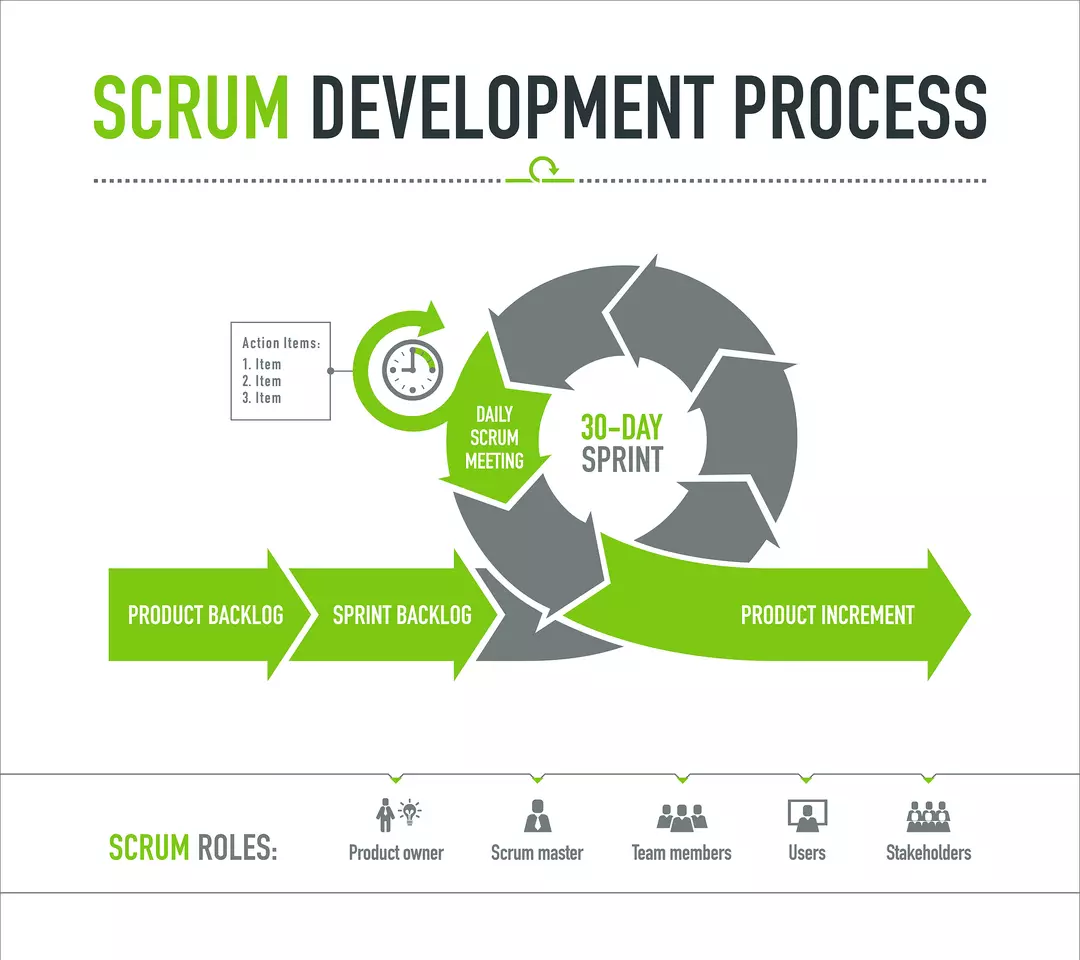 SCRUM DEVELOPMENT PROCESS
Action Items:
1. Item
2. Item
3. Item
DAILY
SCRUM
MEETING
30-DAY
SPRINT
PRODUCT BACKLOG
SPRINT BACKLOG
PRODUCT INCREMENT
SCRUM ROLES:
Product owner
Scrum master
Team members
Users
Stakeholders